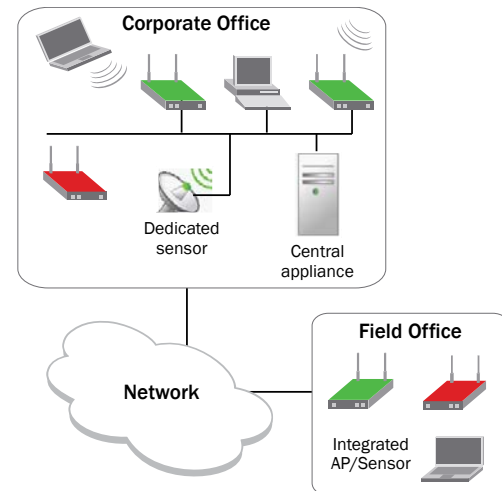 Corporate Office
Dedicated
sensor
Central
appliance
Network
Field Office
Integrated
AP/Sensor